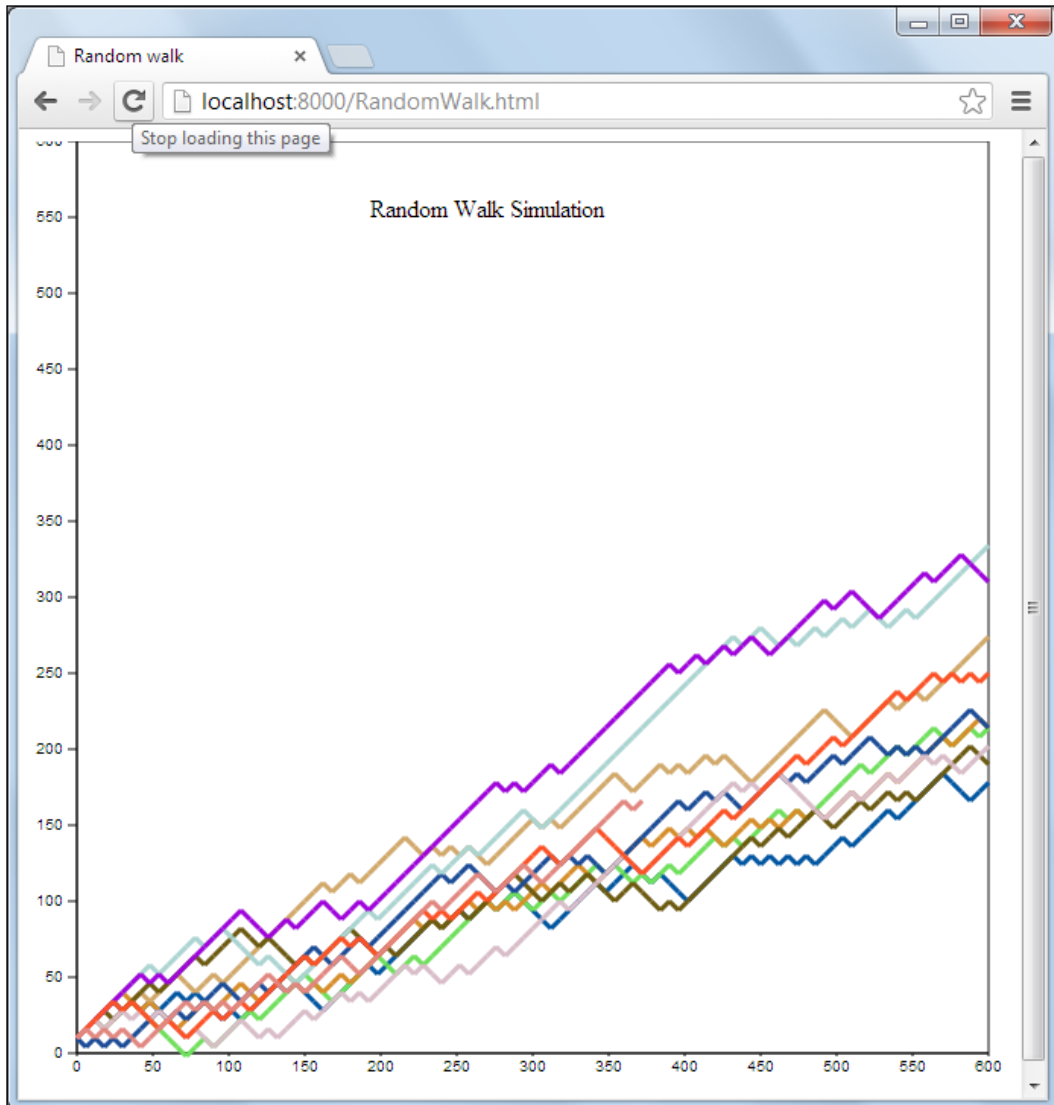 Random walk
localhost:8000/RandomWalk.html
Stop loading this page
Random Walk Simulation
550
500
450
400
350
300
250
200
150
100
50
0
0 50 100 150 200 250 300 350 400 450 500 550 600